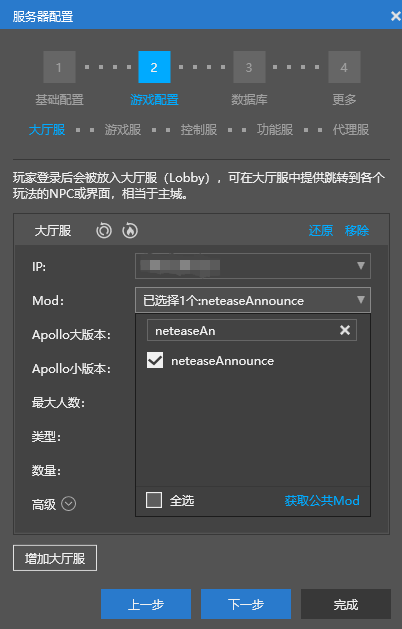 服务器配置
1 2 3 4
基础配置 游戏配置 数据库 更多
大厅服 游戏服 控制服 功能服 代理服
玩家登录后会被放入大厅服（Lobby），可在大厅服中提供跳转到各个
玩法的NPC或界面，相当于主城。
大厅服 还原 移除
IP:
Mod： 已选择1个:neteaseAnnounce
Apollo大版本： neteaseAn
Apollo小版本： neteaseAnnounce
最大人数：
类型：
数量：
高级 全选 获取公共Mod
增加大厅服
上一步 下一步 完成